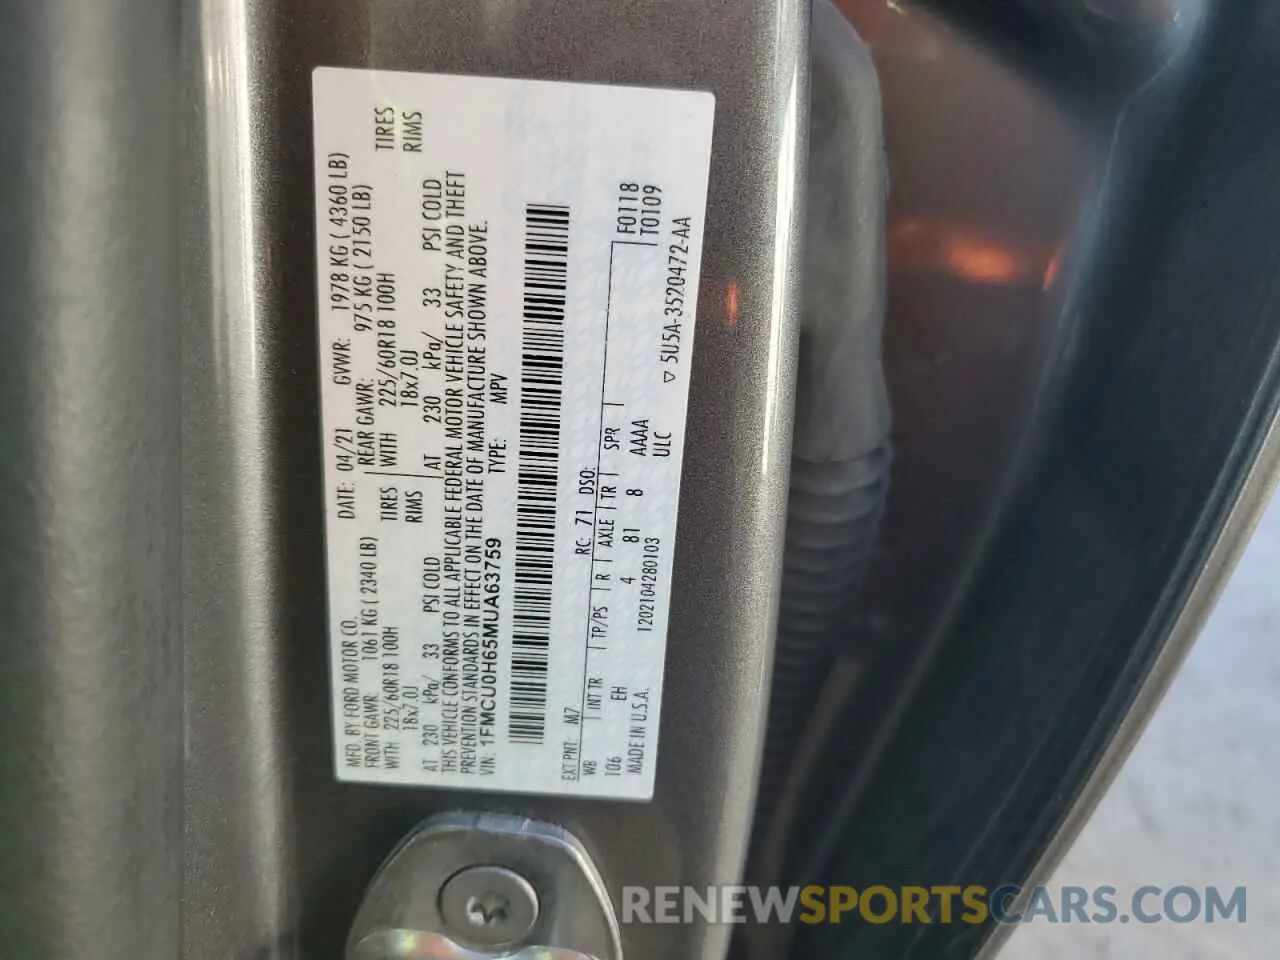 MFD. BY FORD MOTOR CO. DATE: 04/21 GVWR: 1978 KG ( 4360 LB)
FRONT GAWR: 1061 KG ( 2340 LB) REAR GAWR: 975 KG ( 2150 LB)
WITH 225/60R18 100H TIRES WITH 225/60R18 100H TIRES
18x7.0J RIMS 18x7.0J RIMS
AT 230 kPa/ 33 PSI COLD AT 230 kPa/ 33 PSI COLD
THIS VEHICLE CONFORMS TO ALL APPLICABLE FEDERAL MOTOR VEHICLE SAFETY AND THEFT
PREVENTION STANDARDS IN EFFECT ON THE DATE OF MANUFACTURE SHOWN ABOVE.
VIN: 1FMCU0H65MUA63759 TYPE: MPV
EXT PNT: M7 RC: 71 DSO:
WB INT TR TP/PS R AXLE TR SPR F0118
106 EH 4 81 8 AAAA T0109
MADE IN U.S.A. 1202104280103 ULC
▽ 5U5A-3520472-AA
RENEWSPORTSCARS.COM